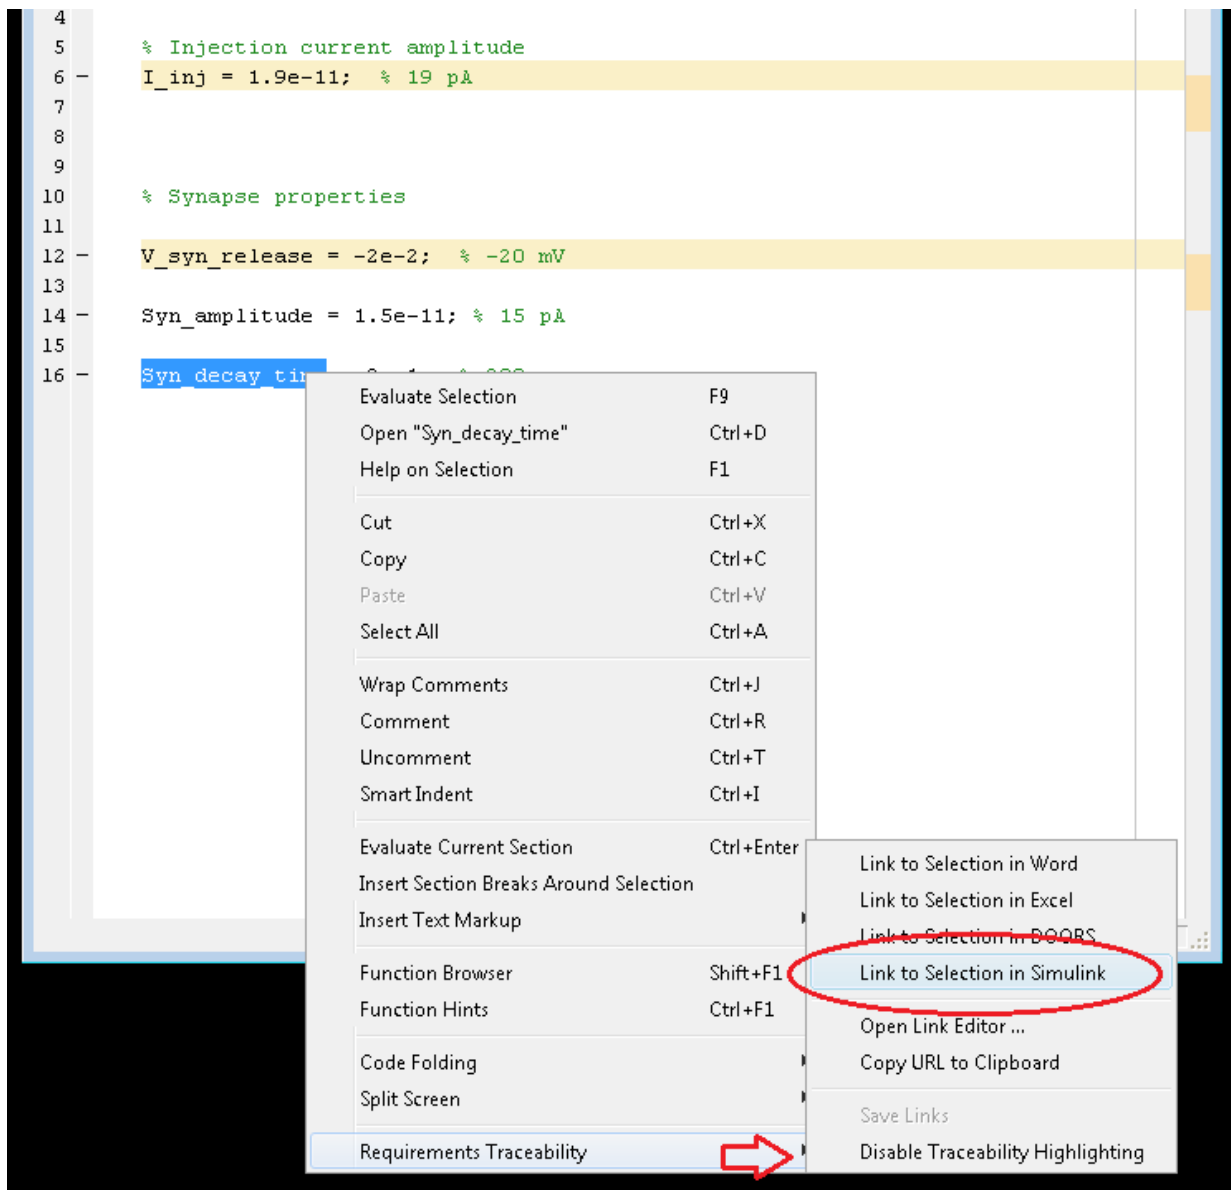 4
5 % Injection current amplitude
6 – I_inj = 1.9e-11; % 19 pA
7
8
9
10 % Synapse properties
11
12 – V_syn_release = -2e-2; % -20 mV
13
14 – Syn_amplitude = 1.5e-11; % 15 pA
15
16 – Syn_decay_tim
Evaluate Selection F9
Open "Syn_decay_time" Ctrl+D
Help on Selection F1
Cut Ctrl+X
Copy Ctrl+C
Paste Ctrl+V
Select All Ctrl+A
Wrap Comments Ctrl+J
Comment Ctrl+R
Uncomment Ctrl+T
Smart Indent Ctrl+I
Evaluate Current Section Ctrl+Enter
Insert Section Breaks Around Selection
Insert Text Markup
Function Browser Shift+F1
Function Hints Ctrl+F1
Code Folding
Split Screen
Requirements Traceability
Link to Selection in Word
Link to Selection in Excel
Link to Selection in DOORS
Link to Selection in Simulink
Open Link Editor ...
Copy URL to Clipboard
Save Links
Disable Traceability Highlighting